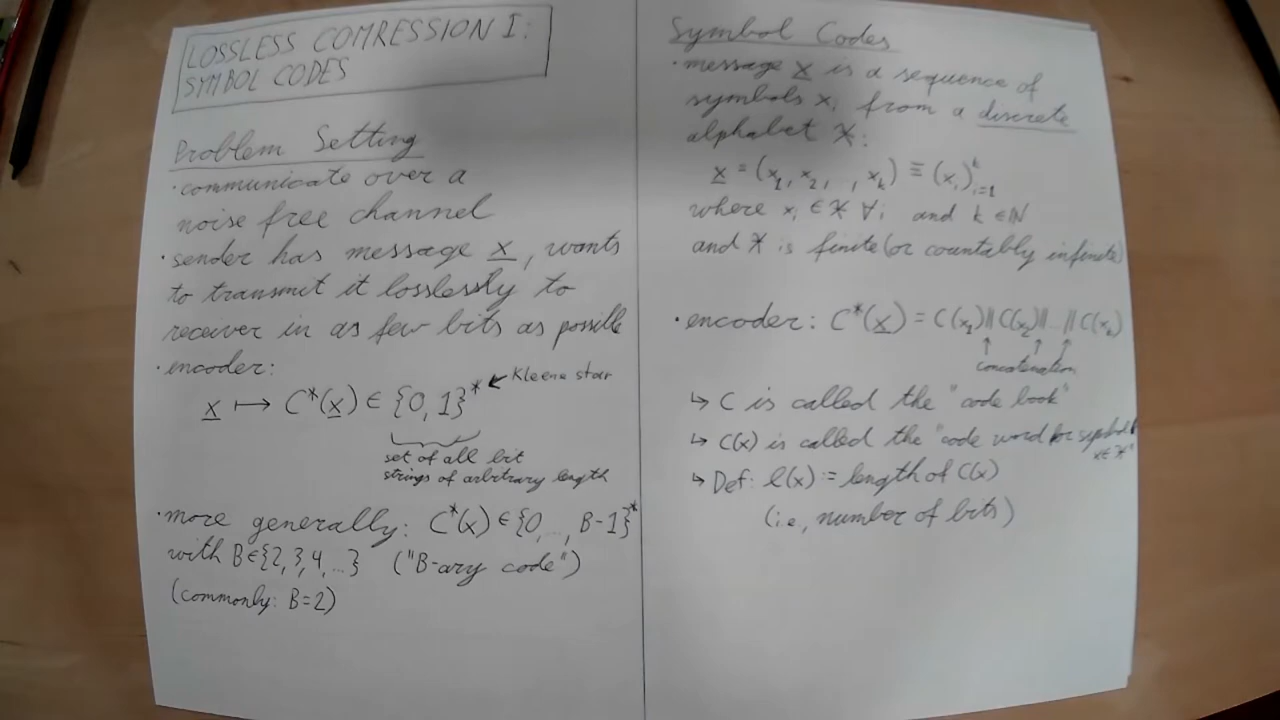 LOSSLESS COMRESSION I:
SYMBOL CODES
Problem Setting
· communicate over a
noise free channel
· sender has message x, wants
to transmit it losslessly to
receiver in as few bits as possible
· encoder:
x ↦ C*(x) ∈ {0, 1}* ← Kleene star
set of all bit
strings of arbitrary length
· more generally: C*(x) ∈ {0, ..., B-1}*
with B ∈ {2, 3, 4, ...} ("B-ary code")
(commonly: B=2)
Symbol Codes
· message x is a sequence of
symbols xᵢ from a discrete
alphabet 𝔛:
x = (x₁, x₂, , xₖ) ≡ (xᵢ)ᵏᵢ₌₁
where xᵢ ∈ 𝔛 ∀ᵢ and k ∈ ℕ
and 𝔛 is finite (or countably infinite)
· encoder: C*(x) = C(x₁) || C(x₂) || ... || C(xₖ)
↑ ↑ ↑
concatenation
↳ C is called the "code book"
↳ C(x) is called the "code word for symbol
x ∈ 𝔛"
↳ Def: l(x) := length of C(x)
(i.e., number of bits)